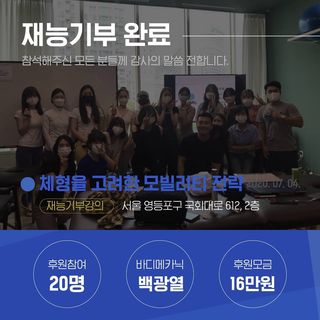 재능기부 완료
참석해주신 모든 분들께 감사의 말씀 전합니다.
체형을 고려한 모빌리티 전략 2020. 07. 04.
재능기부강의 서울 영등포구 국회대로 612, 2층
후원참여 바디메카닉 후원모금
20명 백광열 16만원